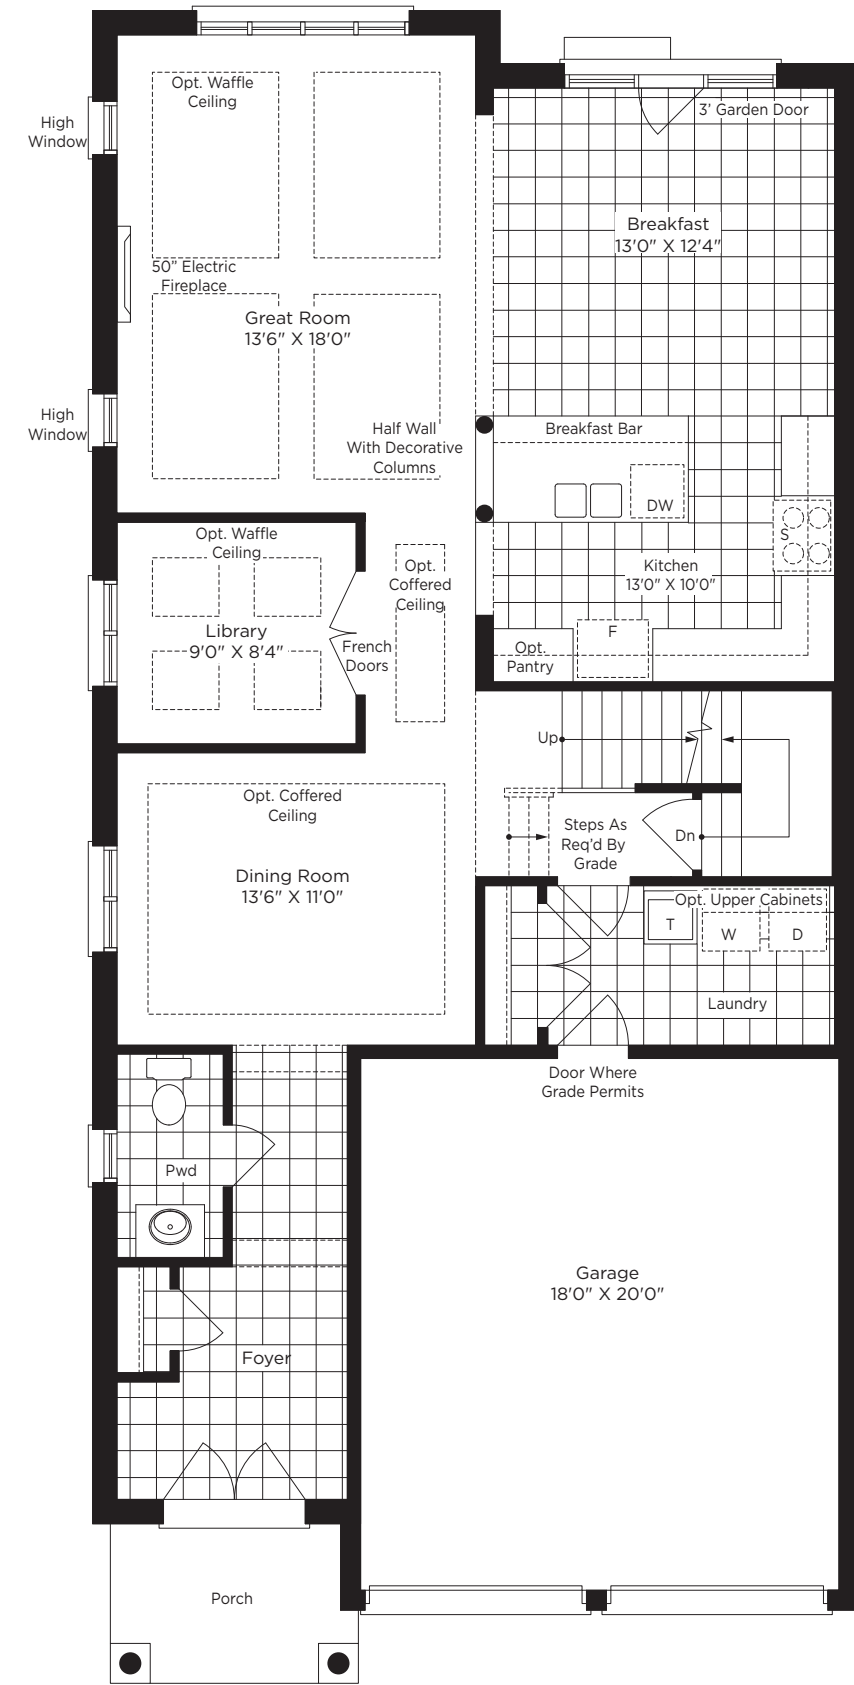 Opt. Waffle
Ceiling
High
Window
3' Garden Door
Breakfast
13'0" X 12'4"
50" Electric
Fireplace
Great Room
13'6" X 18'0"
High
Window
Half Wall
With Decorative
Columns
Breakfast Bar
DW
S
Opt. Waffle
Ceiling
Opt.
Coffered
Ceiling
Kitchen
13'0" X 10'0"
Library
9'0" X 8'4"
French
Doors
F
Opt.
Pantry
Up
Opt. Coffered
Ceiling
Steps As
Req'd By
Grade
Dn
Dining Room
13'6" X 11'0"
Opt. Upper Cabinets
T
W
D
Laundry
Door Where
Grade Permits
Pwd
Garage
18'0" X 20'0"
Foyer
Porch